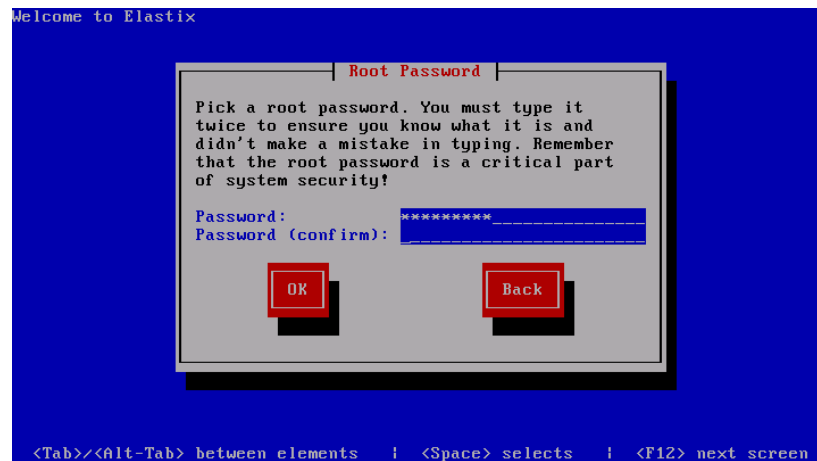 Welcome to Elastix
Root Password
Pick a root password. You must type it
twice to ensure you know what it is and
didn't make a mistake in typing. Remember
that the root password is a critical part
of system security!
Password: *********_______________
Password (confirm): ________________________
OK Back
<Tab>/<Alt-Tab> between elements | <Space> selects | <F12> next screen